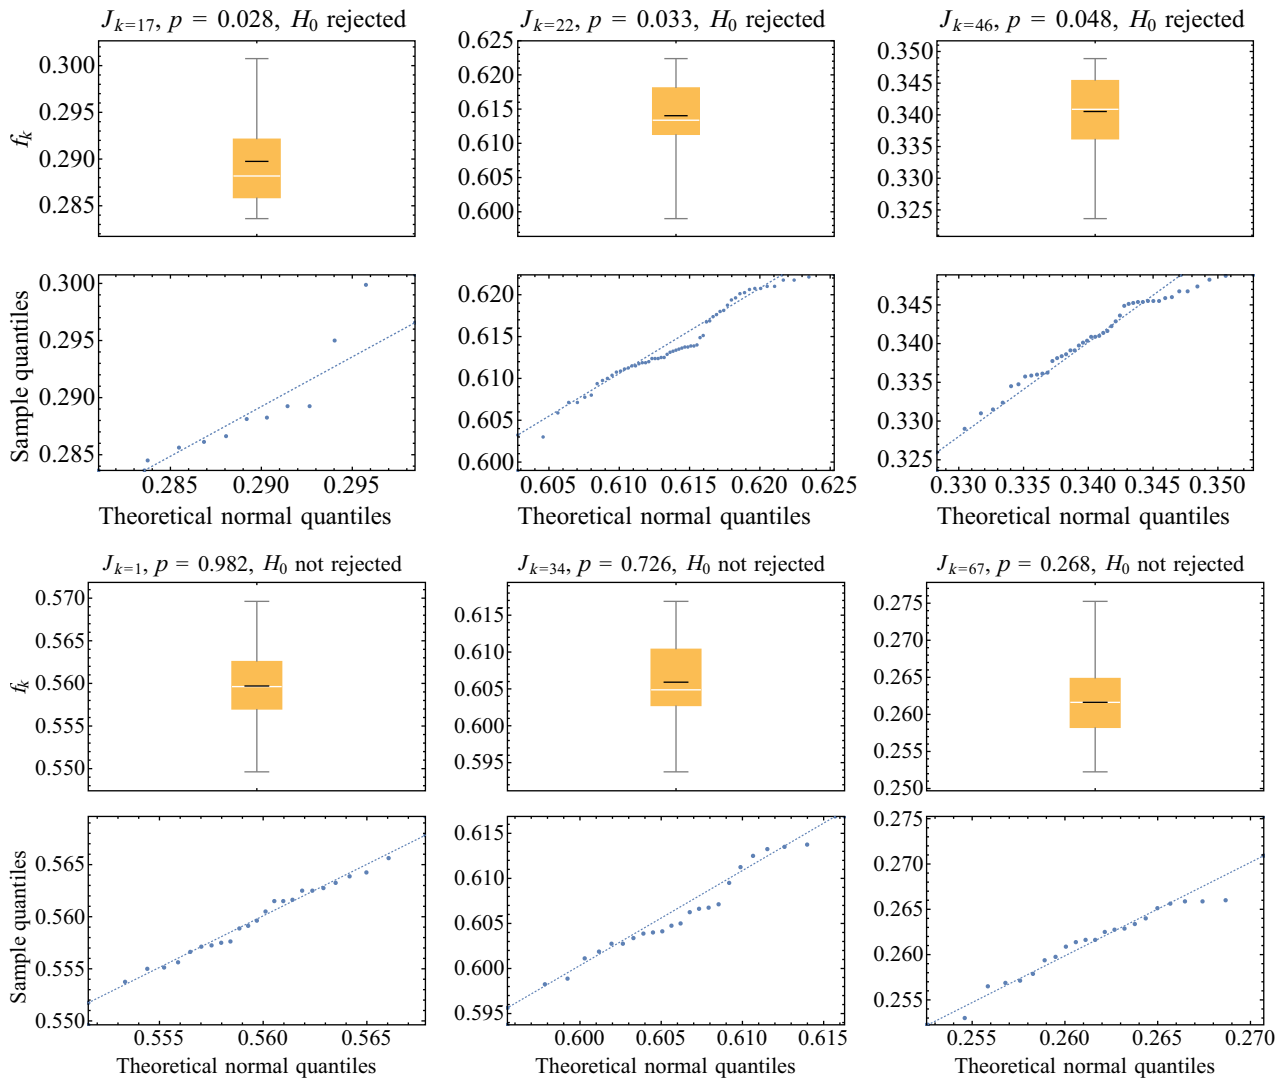 J_{k=17}, p = 0.028, H_0 rejected
J_{k=22}, p = 0.033, H_0 rejected
J_{k=46}, p = 0.048, H_0 rejected
f_k
0.300
0.295
0.290
0.285
0.625
0.620
0.615
0.610
0.605
0.600
0.350
0.345
0.340
0.335
0.330
0.325
Sample quantiles
0.300
0.295
0.290
0.285
0.285 0.290 0.295
Theoretical normal quantiles
0.620
0.615
0.610
0.605
0.600
0.605 0.610 0.615 0.620 0.625
Theoretical normal quantiles
0.345
0.340
0.335
0.330
0.325
0.330 0.335 0.340 0.345 0.350
Theoretical normal quantiles
J_{k=1}, p = 0.982, H_0 not rejected
J_{k=34}, p = 0.726, H_0 not rejected
J_{k=67}, p = 0.268, H_0 not rejected
f_k
0.570
0.565
0.560
0.555
0.550
0.615
0.610
0.605
0.600
0.595
0.275
0.270
0.265
0.260
0.255
0.250
Sample quantiles
0.565
0.560
0.555
0.550
0.555 0.560 0.565
Theoretical normal quantiles
0.615
0.610
0.605
0.600
0.595
0.600 0.605 0.610 0.615
Theoretical normal quantiles
0.275
0.270
0.265
0.260
0.255
0.255 0.260 0.265 0.270
Theoretical normal quantiles